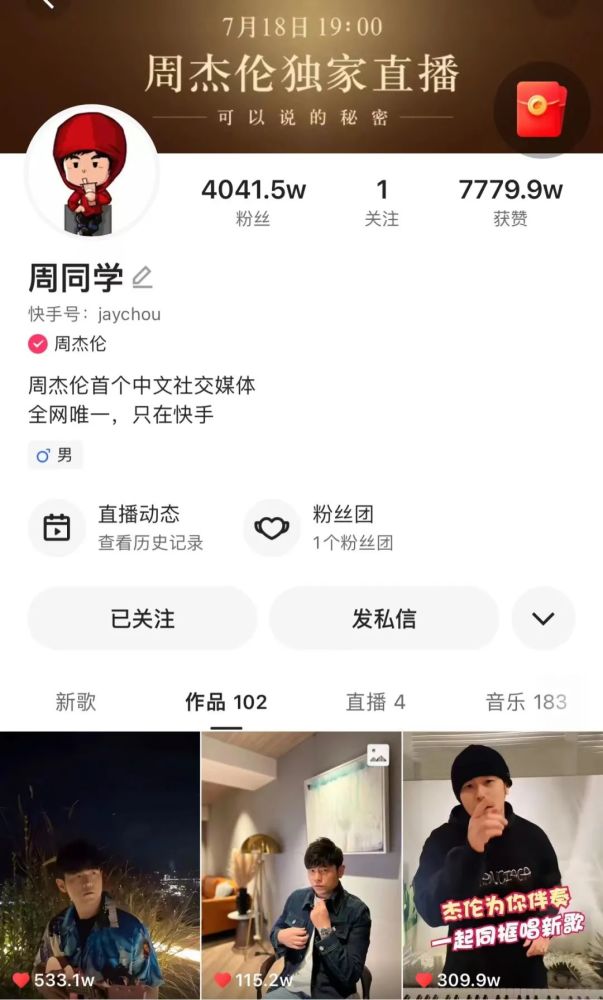 7月18日 19:00
周杰伦独家直播
可以说的秘密
4041.5w
粉丝
1
关注
7779.9w
获赞
周同学
快手号：jaychou
周杰伦
周杰伦首个中文社交媒体
全网唯一，只在快手
男
直播动态
查看历史记录
粉丝团
1个粉丝团
已关注
发私信
新歌
作品 102
直播 4
音乐 183
533.1w
115.2w
杰伦为你伴奏
一起同框唱新歌
309.9w